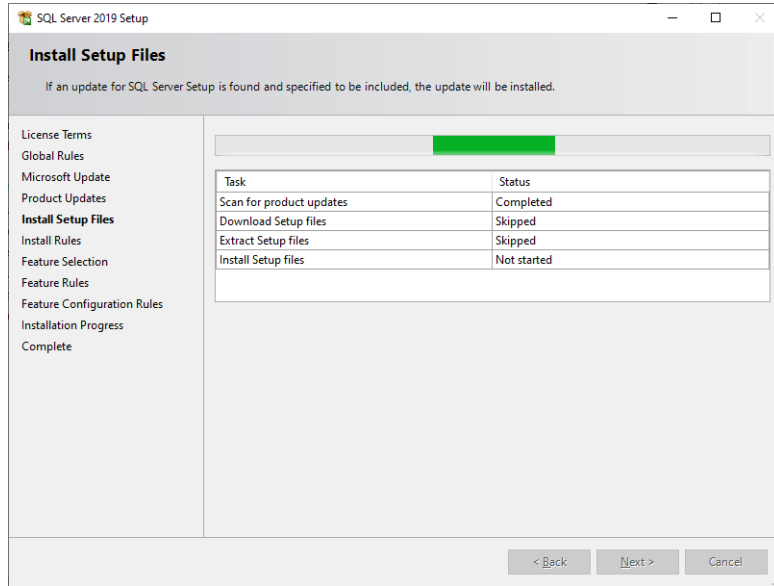 SQL Server 2019 Setup
Install Setup Files
If an update for SQL Server Setup is found and specified to be included, the update will be installed.
License Terms
Global Rules
Microsoft Update
Product Updates
Install Setup Files
Install Rules
Feature Selection
Feature Rules
Feature Configuration Rules
Installation Progress
Complete
Task Status
Scan for product updates Completed
Download Setup files Skipped
Extract Setup files Skipped
Install Setup files Not started
< Back Next > Cancel